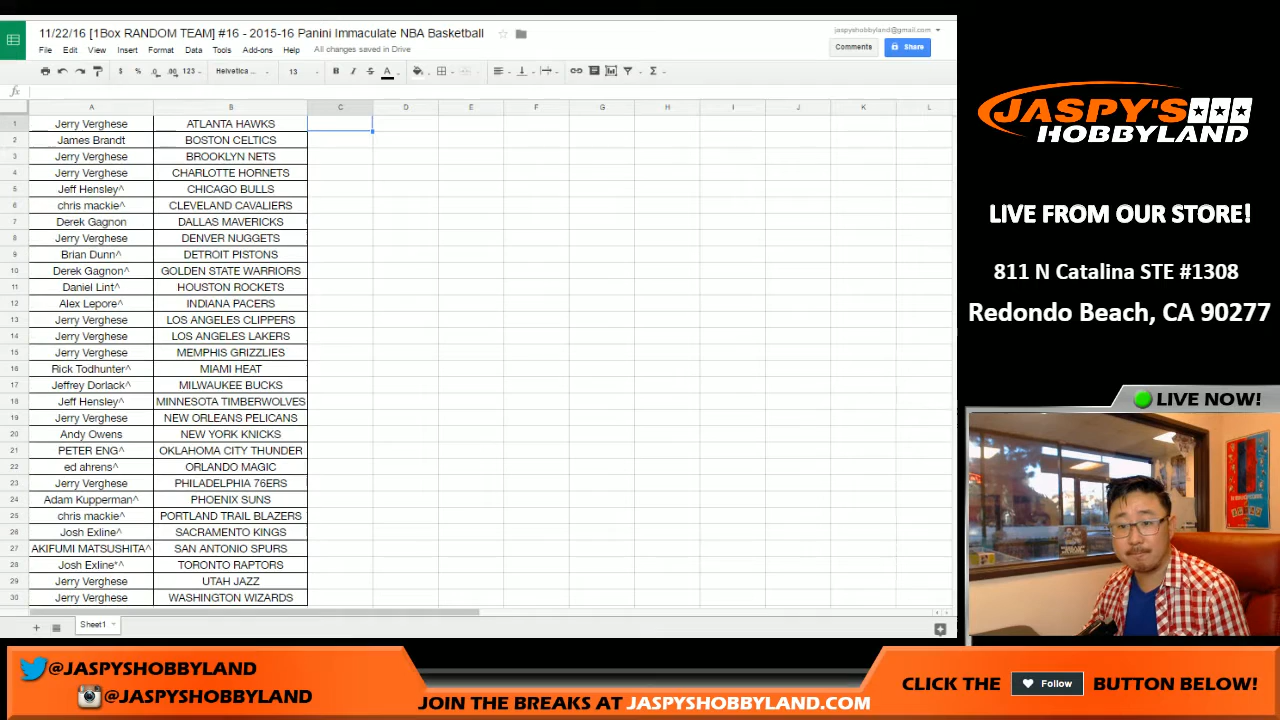 11/22/16 [1Box RANDOM TEAM] #16 - 2015-16 Panini Immaculate NBA Basketball
jaspyshobbyland@gmail.com
File Edit View Insert Format Data Tools Add-ons Help All changes saved in Drive
Comments
Share
$ % .0 .00 123 Helvetica... 13 B I S A
fx
A B C D E F G H I J K L
1 Jerry Verghese ATLANTA HAWKS
2 James Brandt BOSTON CELTICS
3 Jerry Verghese BROOKLYN NETS
4 Jerry Verghese CHARLOTTE HORNETS
5 Jeff Hensley^ CHICAGO BULLS
6 chris mackie^ CLEVELAND CAVALIERS
7 Derek Gagnon DALLAS MAVERICKS
8 Jerry Verghese DENVER NUGGETS
9 Brian Dunn^ DETROIT PISTONS
10 Derek Gagnon^ GOLDEN STATE WARRIORS
11 Daniel Lint^ HOUSTON ROCKETS
12 Alex Lepore^ INDIANA PACERS
13 Jerry Verghese LOS ANGELES CLIPPERS
14 Jerry Verghese LOS ANGELES LAKERS
15 Jerry Verghese MEMPHIS GRIZZLIES
16 Rick Todhunter^ MIAMI HEAT
17 Jeffrey Dorlack^ MILWAUKEE BUCKS
18 Jeff Hensley^ MINNESOTA TIMBERWOLVES
19 Jerry Verghese NEW ORLEANS PELICANS
20 Andy Owens NEW YORK KNICKS
21 PETER ENG^ OKLAHOMA CITY THUNDER
22 ed ahrens^ ORLANDO MAGIC
23 Jerry Verghese PHILADELPHIA 76ERS
24 Adam Kupperman^ PHOENIX SUNS
25 chris mackie^ PORTLAND TRAIL BLAZERS
26 Josh Exline^ SACRAMENTO KINGS
27 AKIFUMI MATSUSHITA^ SAN ANTONIO SPURS
28 Josh Exline*^ TORONTO RAPTORS
29 Jerry Verghese UTAH JAZZ
30 Jerry Verghese WASHINGTON WIZARDS
Sheet1
JASPY'S
HOBBYLAND
LIVE FROM OUR STORE!
811 N Catalina STE #1308
Redondo Beach, CA 90277
LIVE NOW!
@JASPYSHOBBYLAND
@JASPYSHOBBYLAND
JOIN THE BREAKS AT JASPYSHOBBYLAND.COM
CLICK THE Follow BUTTON BELOW!